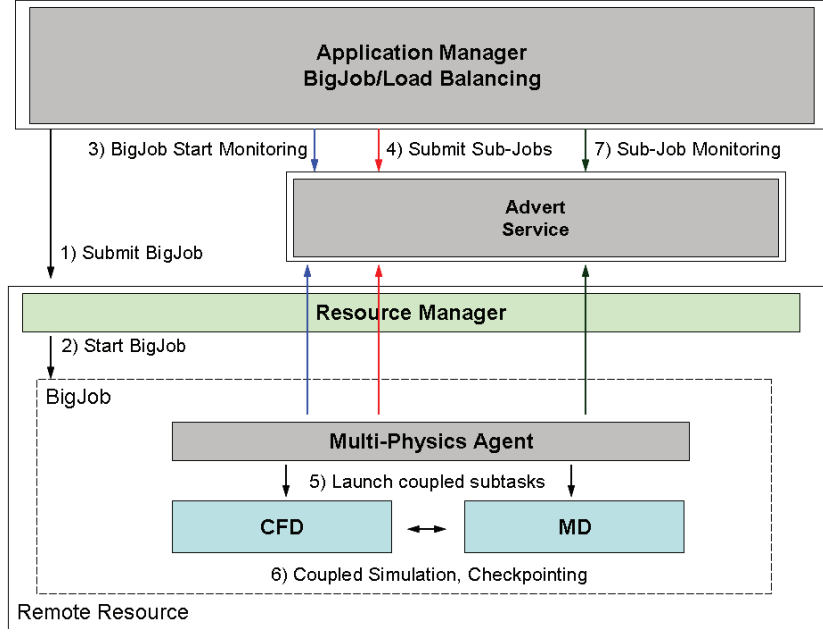 Application Manager
BigJob/Load Balancing
3) BigJob Start Monitoring
4) Submit Sub-Jobs
7) Sub-Job Monitoring
Advert
Service
1) Submit BigJob
Resource Manager
2) Start BigJob
BigJob
Multi-Physics Agent
5) Launch coupled subtasks
CFD
MD
6) Coupled Simulation, Checkpointing
Remote Resource